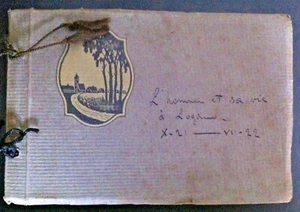 L'homme et sa vie
à
X-21 — VI-22